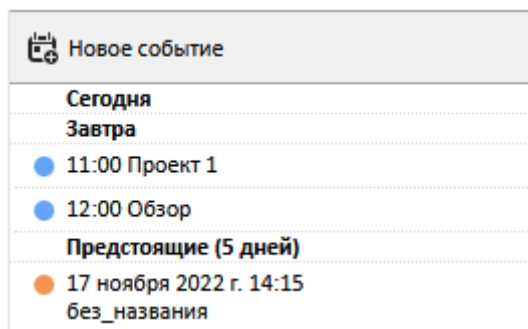 Новое событие
Сегодня
Завтра
11:00 Проект 1
12:00 Обзор
Предстоящие (5 дней)
17 ноября 2022 г. 14:15
без_названия